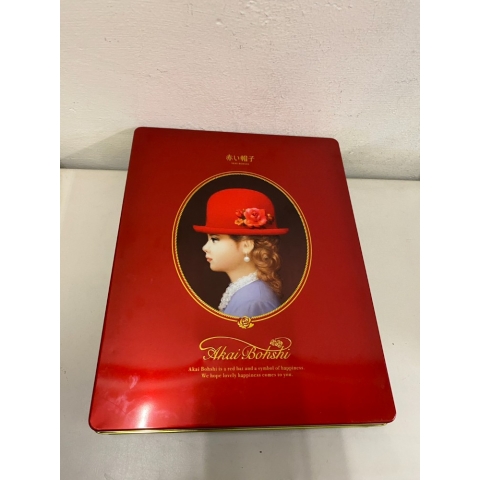 赤い帽子
Akai Bohshi
Akai Bohshi is a red hat and a symbol of happiness.
We hope lovely happiness comes to you.